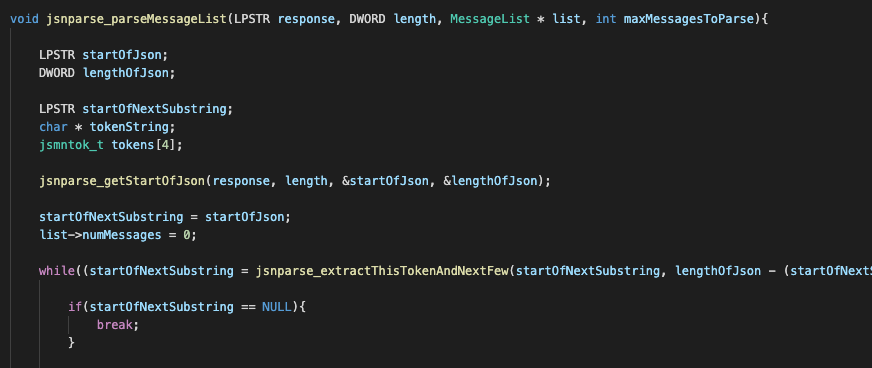 void jsnparse_parseMessageList(LPSTR response, DWORD length, MessageList * list, int maxMessagesToParse){
LPSTR startOfJson;
DWORD lengthOfJson;
LPSTR startOfNextSubstring;
char * tokenString;
jsmntok_t tokens[4];
jsnparse_getStartOfJson(response, length, &startOfJson, &lengthOfJson);
startOfNextSubstring = startOfJson;
list->numMessages = 0;
while((startOfNextSubstring = jsnparse_extractThisTokenAndNextFew(startOfNextSubstring, lengthOfJson - (startOfNextS
if(startOfNextSubstring == NULL){
break;
}